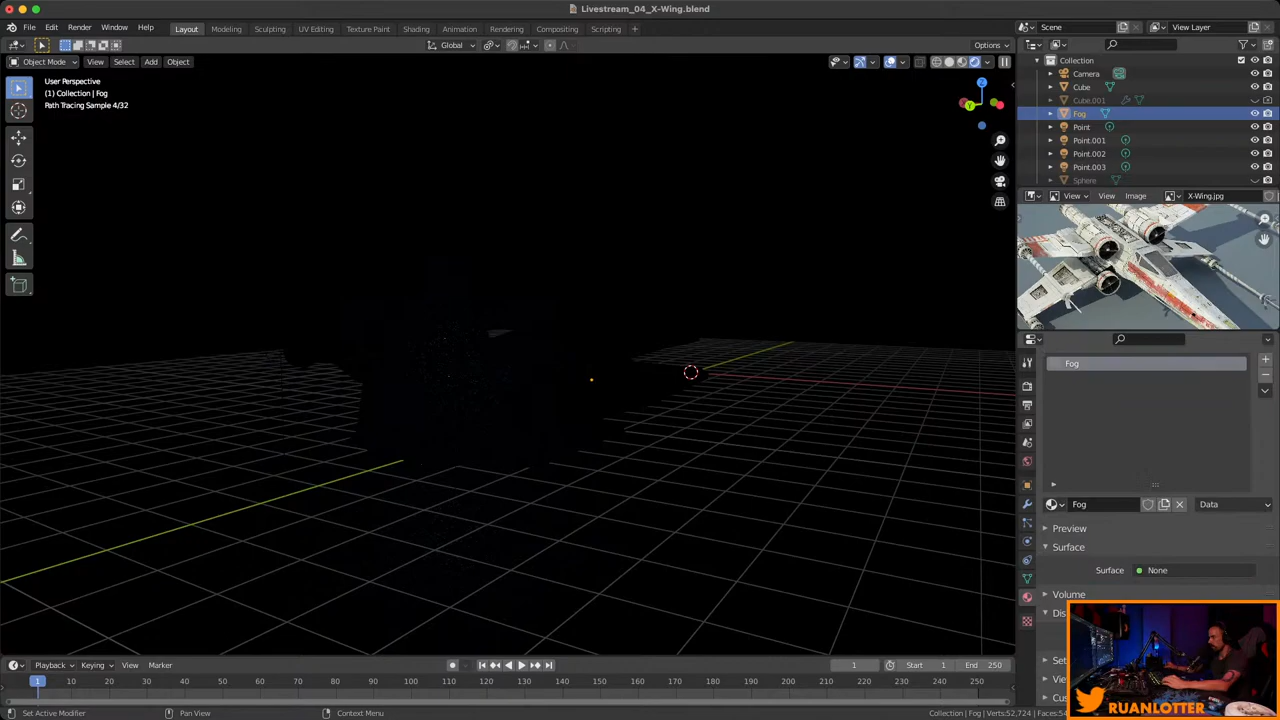 Livestream_04_X-Wing.blend
File Edit Render Window Help Layout Modeling Sculpting UV Editing Texture Paint Shading Animation Rendering Compositing Scripting + Scene View Layer
Global Options
Object Mode View Select Add Object
User Perspective
(1) Collection | Fog
Path Tracing Sample 4/32
Z
Y
Collection
Camera
Cube
Cube.001
Fog
Point
Point.001
Point.002
Point.003
Sphere
View View Image X-Wing.jpg
Fog
Fog Data
Preview
Surface
Surface None
Volume
Playback Keying View Marker 1 Start 1 End 250
1 10 20 30 40 50 60 70 80 90 100 110 120 130 140 150 160 170 180 190 200 210 220 230 240 250
Set Active Modifier Pan View Context Menu Collection | Fog | Verts:52,724 | Faces:54
RUANLOTTER